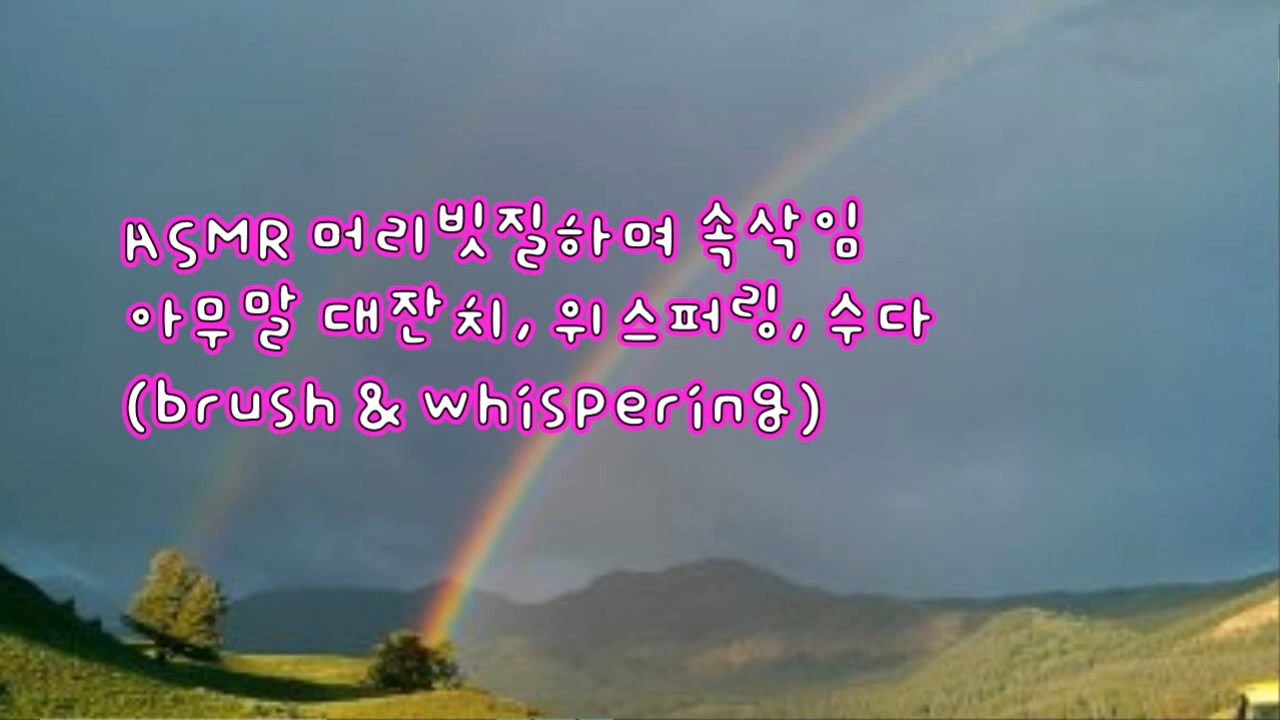 ASMR 머리빗질하며 속삭임
아무말 대잔치, 위스퍼링, 수다
(brush & whispering)